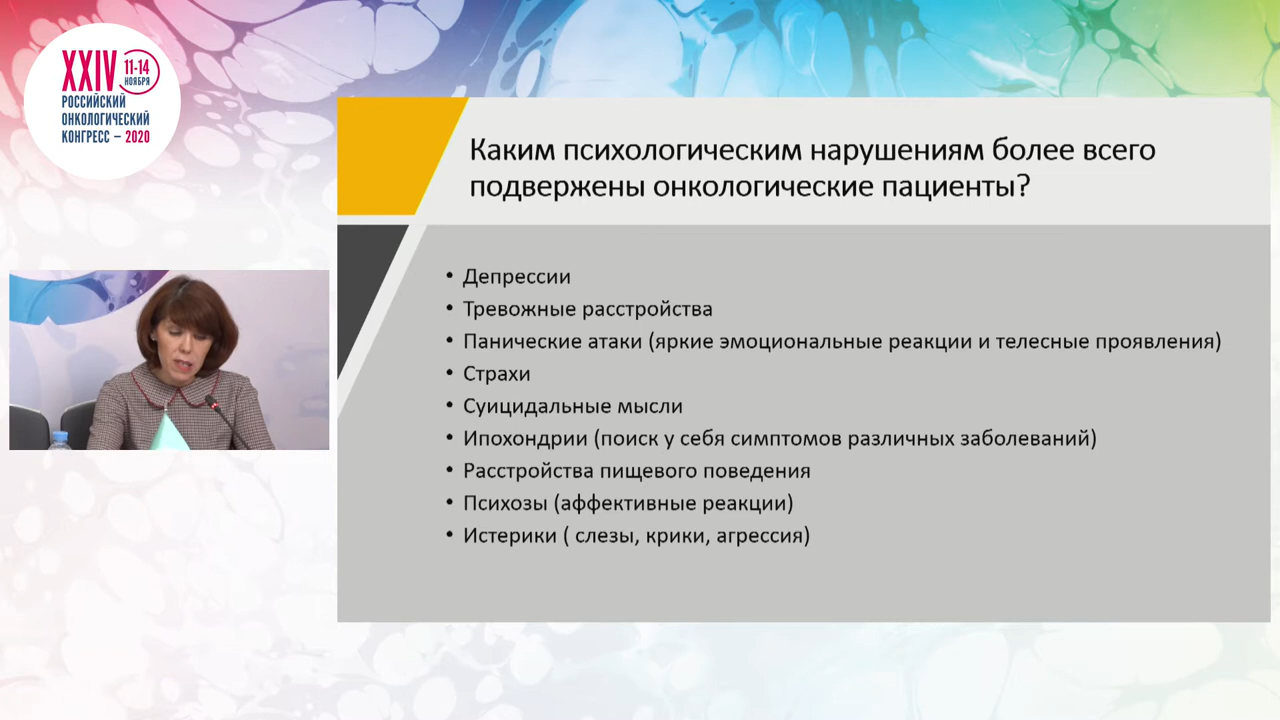 XXIV 11-14
НОЯБРЯ
РОССИЙСКИЙ
ОНКОЛОГИЧЕСКИЙ
КОНГРЕСС – 2020
Каким психологическим нарушениям более всего
подвержены онкологические пациенты?
• Депрессии
• Тревожные расстройства
• Панические атаки (яркие эмоциональные реакции и телесные проявления)
• Страхи
• Суицидальные мысли
• Ипохондрии (поиск у себя симптомов различных заболеваний)
• Расстройства пищевого поведения
• Психозы (аффективные реакции)
• Истерики ( слезы, крики, агрессия)